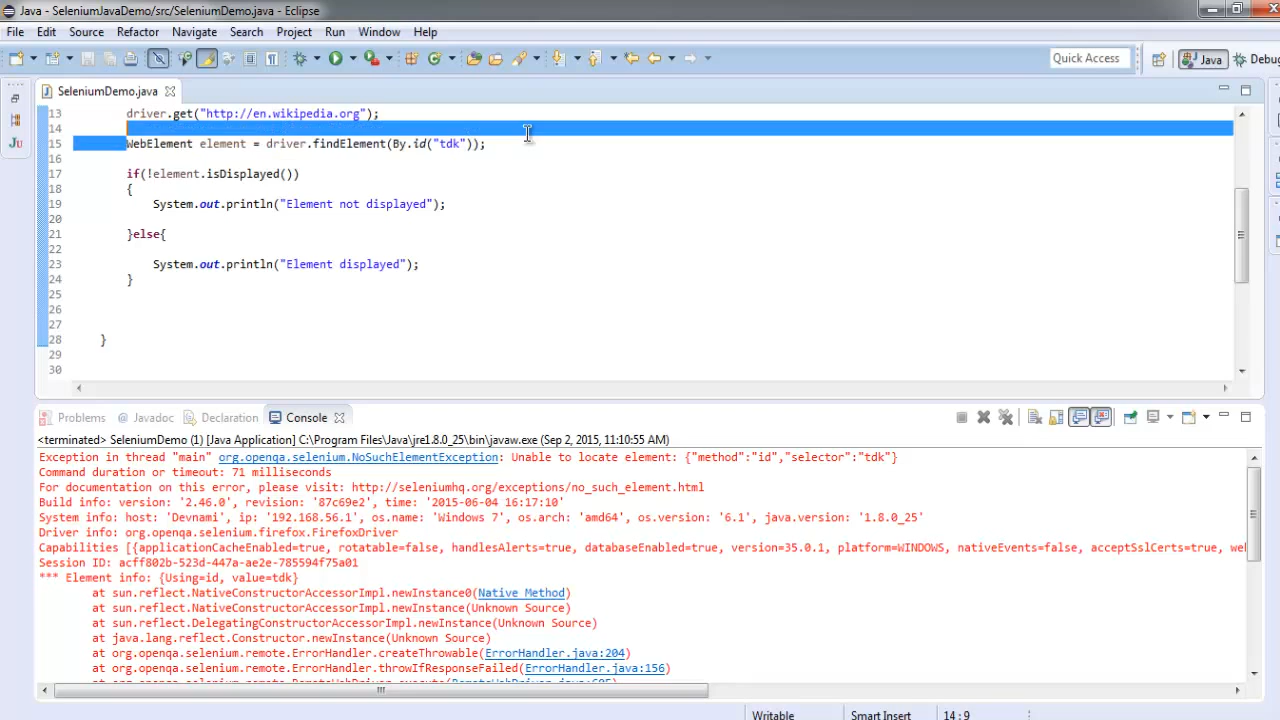 Java - SeleniumJavaDemo/src/SeleniumDemo.java - Eclipse
File Edit Source Refactor Navigate Search Project Run Window Help
Quick Access Java Debug
SeleniumDemo.java
13 driver.get("http://en.wikipedia.org");
14
15 WebElement element = driver.findElement(By.id("tdk"));
16
17 if(!element.isDisplayed())
18 {
19 System.out.println("Element not displayed");
20
21 }else{
22
23 System.out.println("Element displayed");
24 }
25
26
27
28 }
29
30
Problems @ Javadoc Declaration Console
<terminated> SeleniumDemo (1) [Java Application] C:\Program Files\Java\jre1.8.0_25\bin\javaw.exe (Sep 2, 2015, 11:10:55 AM)
Exception in thread "main" org.openqa.selenium.NoSuchElementException: Unable to locate element: {"method":"id","selector":"tdk"}
Command duration or timeout: 71 milliseconds
For documentation on this error, please visit: http://seleniumhq.org/exceptions/no_such_element.html
Build info: version: '2.46.0', revision: '87c69e2', time: '2015-06-04 16:17:10'
System info: host: 'Devnami', ip: '192.168.56.1', os.name: 'Windows 7', os.arch: 'amd64', os.version: '6.1', java.version: '1.8.0_25'
Driver info: org.openqa.selenium.firefox.FirefoxDriver
Capabilities [{applicationCacheEnabled=true, rotatable=false, handlesAlerts=true, databaseEnabled=true, version=35.0.1, platform=WINDOWS, nativeEvents=false, acceptSslCerts=true, we
Session ID: acff802b-523d-447a-ae2e-785594f75a01
*** Element info: {Using=id, value=tdk}
at sun.reflect.NativeConstructorAccessorImpl.newInstance0(Native Method)
at sun.reflect.NativeConstructorAccessorImpl.newInstance(Unknown Source)
at sun.reflect.DelegatingConstructorAccessorImpl.newInstance(Unknown Source)
at java.lang.reflect.Constructor.newInstance(Unknown Source)
at org.openqa.selenium.remote.ErrorHandler.createThrowable(ErrorHandler.java:204)
at org.openqa.selenium.remote.ErrorHandler.throwIfResponseFailed(ErrorHandler.java:156)
Writable Smart Insert 14 : 9